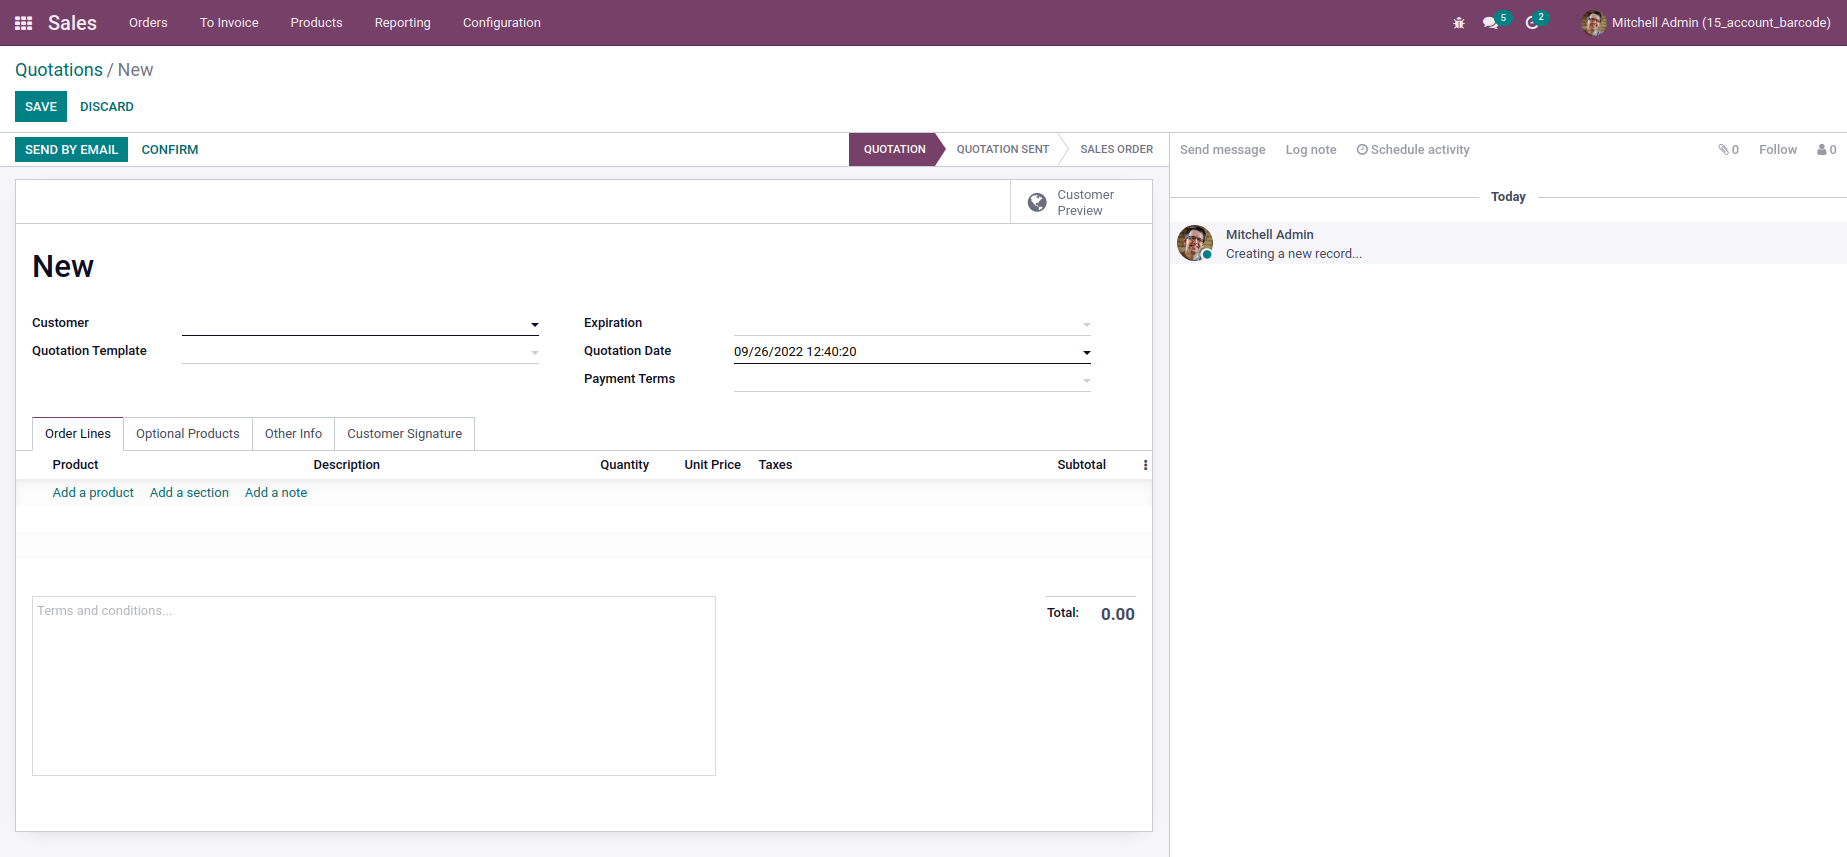 Sales Orders To Invoice Products Reporting Configuration 5 2 Mitchell Admin (15_account_barcode)
Quotations / New
SAVE DISCARD
SEND BY EMAIL CONFIRM QUOTATION QUOTATION SENT SALES ORDER
Send message Log note Schedule activity 0 Follow 0
Customer
Preview
Today
Mitchell Admin
Creating a new record...
New
Customer
Quotation Template
Expiration
Quotation Date 09/26/2022 12:40:20
Payment Terms
Order Lines Optional Products Other Info Customer Signature
Product Description Quantity Unit Price Taxes Subtotal
Add a product Add a section Add a note
Terms and conditions...
Total: 0.00